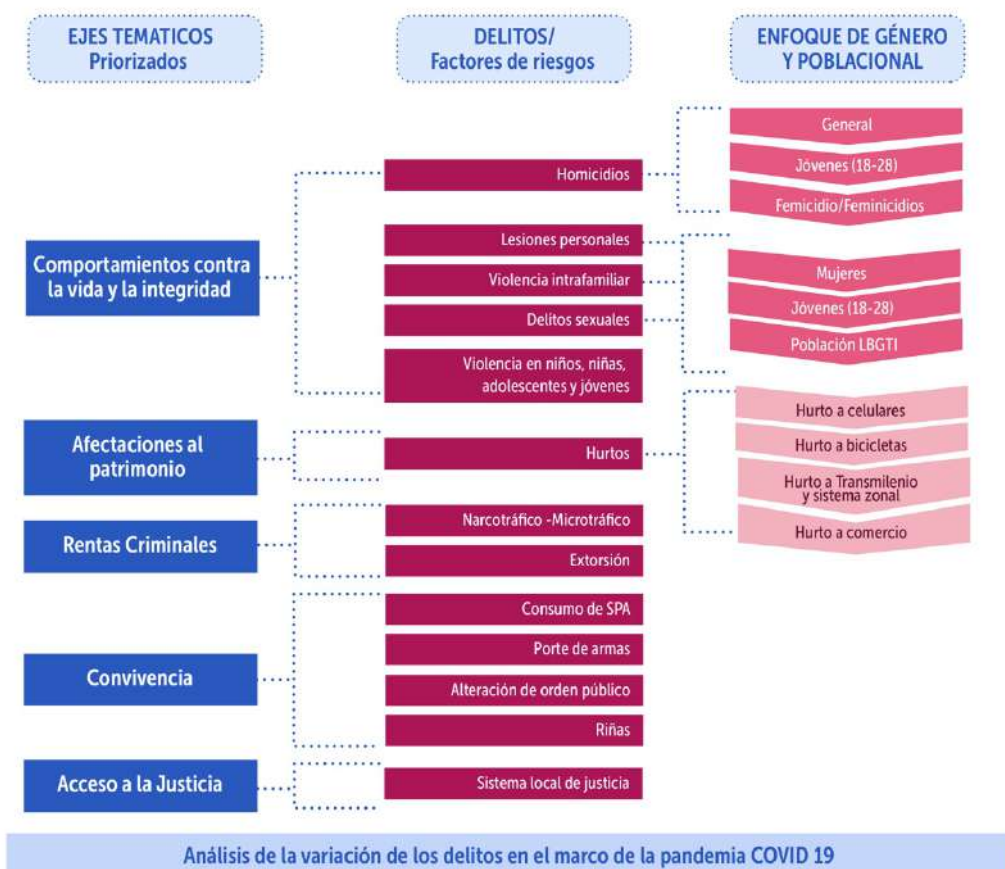 EJES TEMATICOS
Priorizados
DELITOS/
Factores de riesgos
ENFOQUE DE GÉNERO
Y POBLACIONAL
Comportamientos contra
la vida y la integridad
Homicidios
General
Jóvenes (18-28)
Femicidio/Feminicidios
Lesiones personales
Violencia intrafamiliar
Delitos sexuales
Violencia en niños, niñas,
adolescentes y jóvenes
Mujeres
Jóvenes (18-28)
Población LBGTI
Afectaciones al
patrimonio
Hurtos
Hurto a celulares
Hurto a bicicletas
Hurto a Transmilenio
y sistema zonal
Hurto a comercio
Rentas Criminales
Narcotráfico -Microtráfico
Extorsión
Convivencia
Consumo de SPA
Porte de armas
Alteración de orden público
Riñas
Acceso a la Justicia
Sistema local de justicia
Análisis de la variación de los delitos en el marco de la pandemia COVID 19